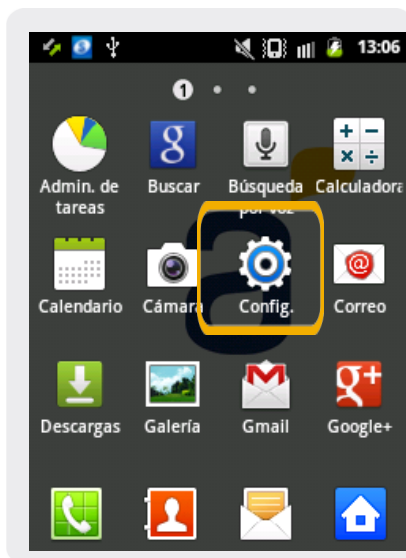 13:06
1
Admin. de Buscar Búsqueda Calculadora
tareas por voz
Calendario Cámara Config. Correo
Descargas Galería Gmail Google+